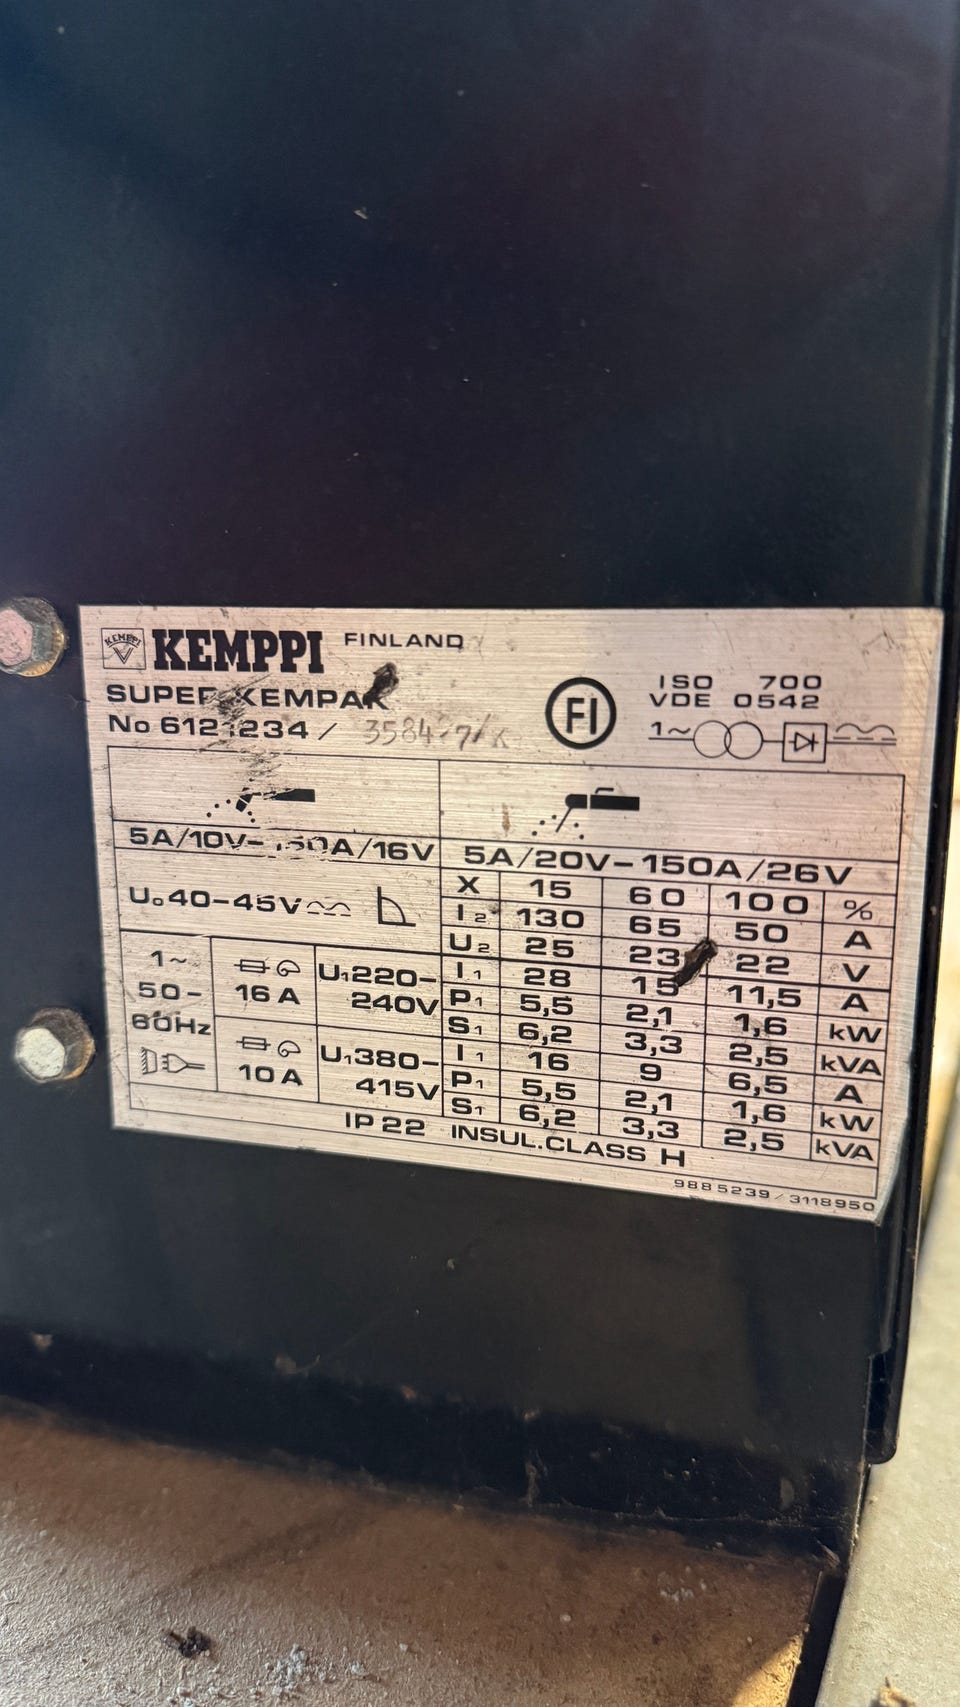 KEMPPI KEMPPI FINLAND
SUPER KEMPAK
No 612 1234 / 3584
FI
ISO 700
VDE 0542
1~
5A/10V- 150A/16V
5A/20V-150A/26V
U₀40-45V
X 15 60 100 %
I₂ 130 65 50 A
U₂ 25 23 22 V
1~
50-
60Hz
16 A
U₁220-
240V
I₁ 28 15 11,5 A
P₁ 5,5 2,1 1,6 kW
S₁ 6,2 3,3 2,5 kVA
10 A
U₁380-
415V
I₁ 16 9 6,5 A
P₁ 5,5 2,1 1,6 kW
S₁ 6,2 3,3 2,5 kVA
IP 22 INSUL.CLASS H
9885239/3118950